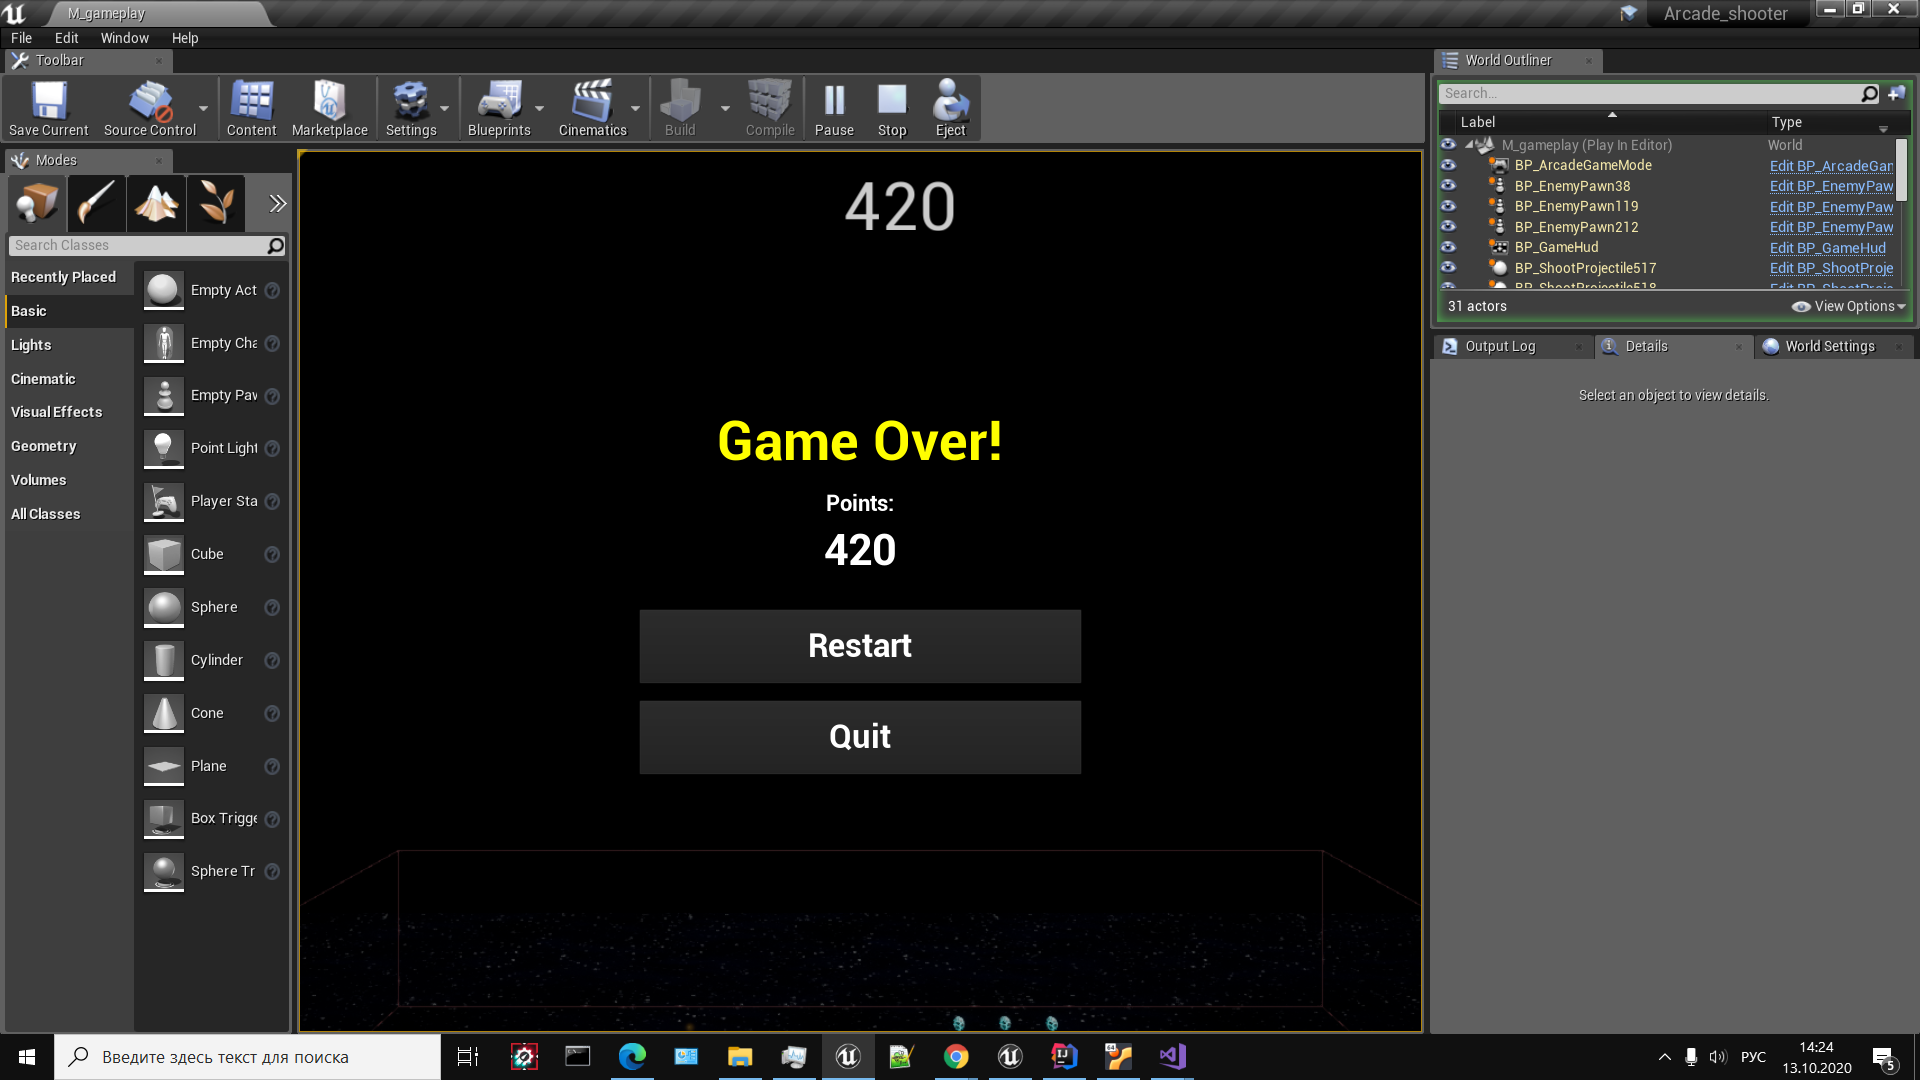 M_gameplay
Arcade_shooter
File Edit Window Help
Toolbar
Save Current
Source Control
Content
Marketplace
Settings
Blueprints
Cinematics
Build
Compile
Pause
Stop
Eject
Modes
Search Classes
Recently Placed
Basic
Lights
Cinematic
Visual Effects
Geometry
Volumes
All Classes
Empty Act
Empty Cha
Empty Pav
Point Light
Player Sta
Cube
Sphere
Cylinder
Cone
Plane
Box Trigge
Sphere Tr
420
Game Over!
Points:
420
Restart
Quit
World Outliner
Search...
Label Type
M_gameplay (Play In Editor) World
BP_ArcadeGameMode Edit BP_ArcadeGar
BP_EnemyPawn38 Edit BP_EnemyPaw
BP_EnemyPawn119 Edit BP_EnemyPaw
BP_EnemyPawn212 Edit BP_EnemyPaw
BP_GameHud Edit BP_GameHud
BP_ShootProjectile517 Edit BP_ShootProje
BP_ShootProjectile518 Edit BP_ShootProje
31 actors View Options
Output Log
Details
World Settings
Select an object to view details.
Введите здесь текст для поиска
РУС
14:24
13.10.2020
5